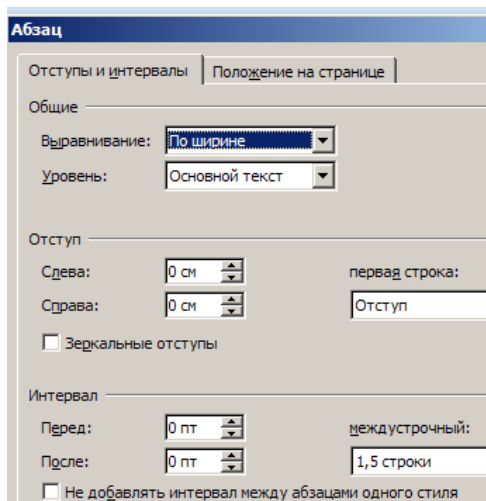 Абзац
Отступы и интервалы Положение на странице
Общие
Выравнивание: По ширине
Уровень: Основной текст
Отступ
Слева: 0 см первая строка:
Справа: 0 см Отступ
Зеркальные отступы
Интервал
Перед: 0 пт междустрочный:
После: 0 пт 1,5 строки
Не добавлять интервал между абзацами одного стиля